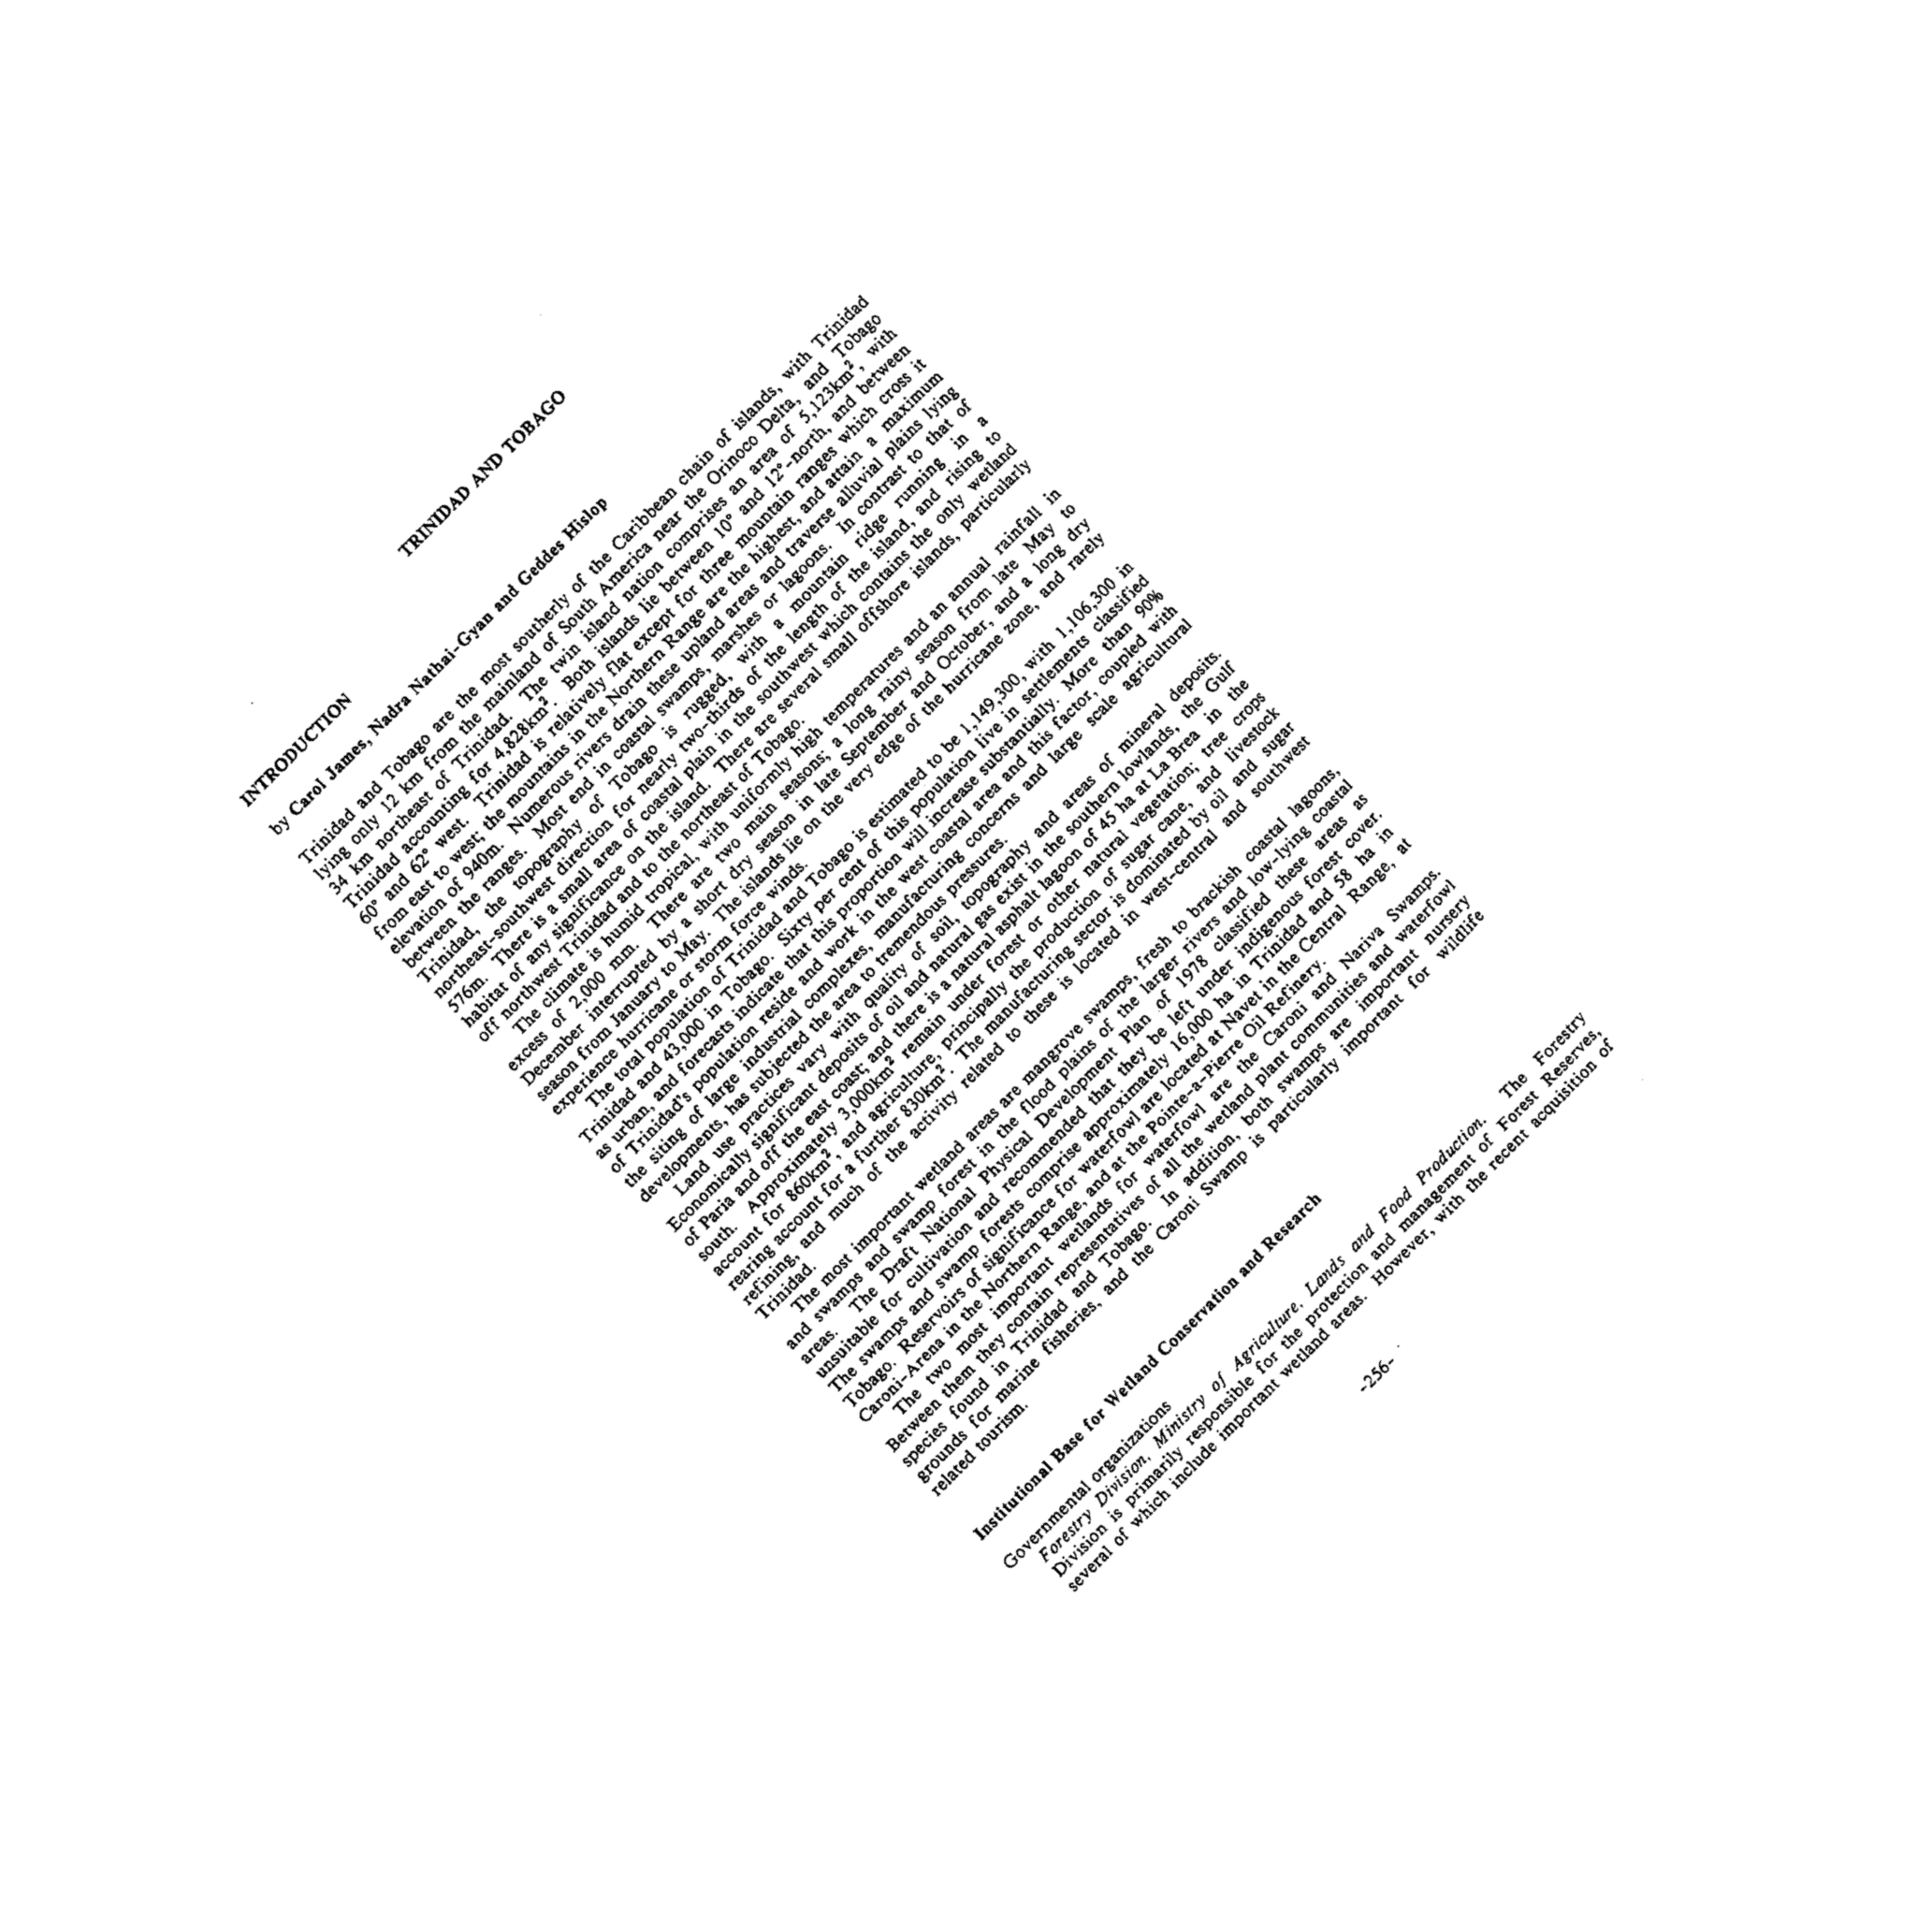 TRINIDAD AND TOBAGO
INTRODUCTION
by Carol James, Nadra Nathai-Gyan and Geddes Hislop
Trinidad and Tobago are the most southerly of the Caribbean chain of islands, with Trinidad
lying only 12 km from the mainland of South America near the Orinoco Delta, and Tobago
34 km northeast of Trinidad. The twin island nation comprises an area of 5,123km², with
Trinidad accounting for 4,828km². Both islands lie between 10° and 12°-north, and between
60° and 62° west. Trinidad is relatively flat except for three mountain ranges which cross it
from east to west; the mountains in the Northern Range are the highest, and attain a maximum
elevation of 940m. Numerous rivers drain these upland areas and traverse alluvial plains lying
between the ranges. Most end in coastal swamps, marshes or lagoons. In contrast to that of
Trinidad, the topography of Tobago is rugged, with a mountain ridge running in a
northeast-southwest direction for nearly two-thirds of the length of the island, and rising to
576m. There is a small area of coastal plain in the southwest which contains the only wetland
habitat of any significance on the island. There are several small offshore islands, particularly
off northwest Trinidad and to the northeast of Tobago.
The climate is humid tropical, with uniformly high temperatures and an annual rainfall in
excess of 2,000 mm. There are two main seasons; a long rainy season from late May to
December interrupted by a short dry season in late September and October, and a long dry
season from January to May. The islands lie on the very edge of the hurricane zone, and rarely
experience hurricane or storm force winds.
The total population of Trinidad and Tobago is estimated to be 1,149,300, with 1,106,300 in
Trinidad and 43,000 in Tobago. Sixty per cent of this population live in settlements classified
as urban, and forecasts indicate that this proportion will increase substantially. More than 90%
of Trinidad's population reside and work in the west coastal area and this factor, coupled with
the siting of large industrial complexes, manufacturing concerns and large scale agricultural
developments, has subjected the area to tremendous pressures.
Land use practices vary with quality of soil, topography and areas of mineral deposits.
Economically significant deposits of oil and natural gas exist in the southern lowlands, the Gulf
of Paria and off the east coast; and there is a natural asphalt lagoon of 45 ha at La Brea in the
south. Approximately 3,000km² remain under forest or other natural vegetation; tree crops
account for 860km², and agriculture, principally the production of sugar cane, and livestock
rearing account for a further 830km². The manufacturing sector is dominated by oil and sugar
refining, and much of the activity related to these is located in west-central and southwest
Trinidad.
The most important wetland areas are mangrove swamps, fresh to brackish coastal lagoons,
and swamps and swamp forest in the flood plains of the larger rivers and low-lying coastal
areas. The Draft National Physical Development Plan of 1978 classified these areas as
unsuitable for cultivation and recommended that they be left under indigenous forest cover.
The swamps and swamp forests comprise approximately 16,000 ha in Trinidad and 58 ha in
Tobago. Reservoirs of significance for waterfowl are located at Navet in the Central Range, at
Caroni-Arena in the Northern Range, and at the Pointe-a-Pierre Oil Refinery.
The two most important wetlands for waterfowl are the Caroni and Nariva Swamps.
Between them they contain representatives of all the wetland plant communities and waterfowl
species found in Trinidad and Tobago. In addition, both swamps are important nursery
grounds for marine fisheries, and the Caroni Swamp is particularly important for wildlife
related tourism.
Institutional Base for Wetland Conservation and Research
Governmental organizations
Forestry Division, Ministry of Agriculture, Lands and Food Production. The Forestry
Division is primarily responsible for the protection and management of Forest Reserves,
several of which include important wetland areas. However, with the recent acquisition of
-256-